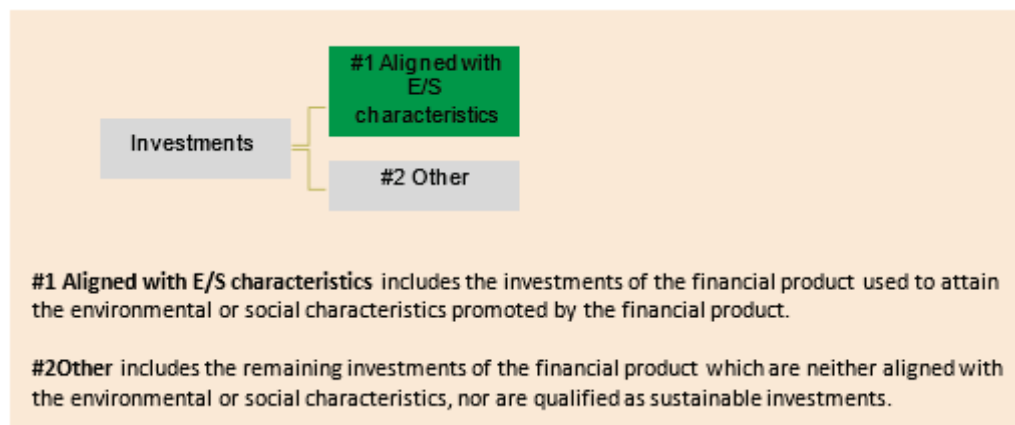 #1 Aligned with
E/S
characteristics
Investments
#2 Other
#1 Aligned with E/S characteristics includes the investments of the financial product used to attain
the environmental or social characteristics promoted by the financial product.
#2Other includes the remaining investments of the financial product which are neither aligned with
the environmental or social characteristics, nor are qualified as sustainable investments.